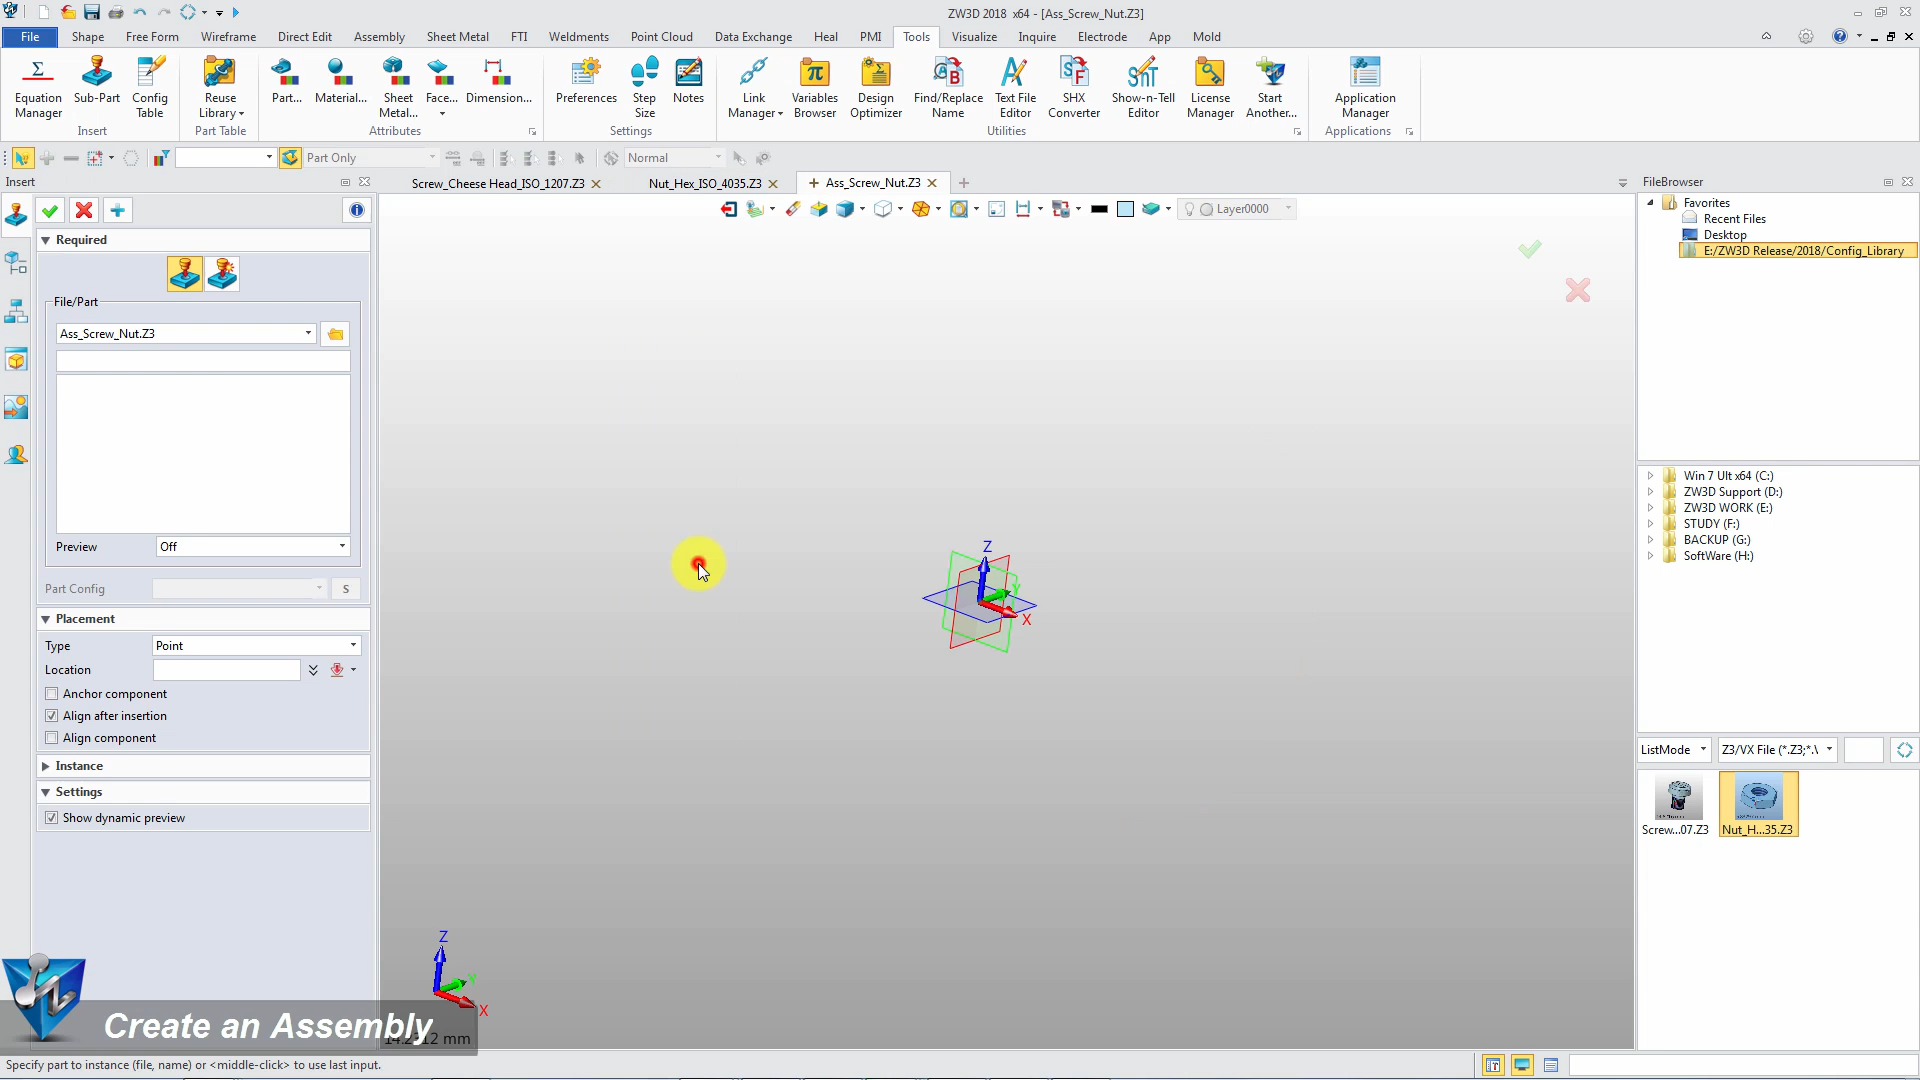 ZW3D 2018  x64 - [Ass_Screw_Nut.Z3]
File Shape Free Form Wireframe Direct Edit Assembly Sheet Metal FTI Weldments Point Cloud Data Exchange Heal PMI Tools Visualize Inquire Electrode App Mold
Equation Manager Sub-Part Config Table Reuse Library Part... Material... Sheet Metal... Face... Dimension... Preferences Step Size Notes Link Manager Variables Browser Design Optimizer Find/Replace Name Text File Editor SHX Converter Show-n-Tell Editor License Manager Start Another... Application Manager
Insert Part Table Attributes Settings Utilities Applications
Part Only Normal
Insert
Screw_Cheese Head_ISO_1207.Z3 Nut_Hex_ISO_4035.Z3 Ass_Screw_Nut.Z3
FileBrowser
Layer0000
Required
File/Part
Ass_Screw_Nut.Z3
Preview Off
Part Config S
Placement
Type Point
Location
Anchor component
Align after insertion
Align component
Instance
Settings
Show dynamic preview
Z
Y
X
Z
Y
X
Favorites
Recent Files
Desktop
E:/ZW3D Release/2018/Config_Library
Win 7 Ult x64 (C:)
ZW3D Support (D:)
ZW3D WORK (E:)
STUDY (F:)
BACKUP (G:)
SoftWare (H:)
ListMode Z3/VX File (*.Z3;*.\
Screw...07.Z3 Nut_H...35.Z3
Create an Assembly
mm
Specify part to instance (file, name) or <middle-click> to use last input.